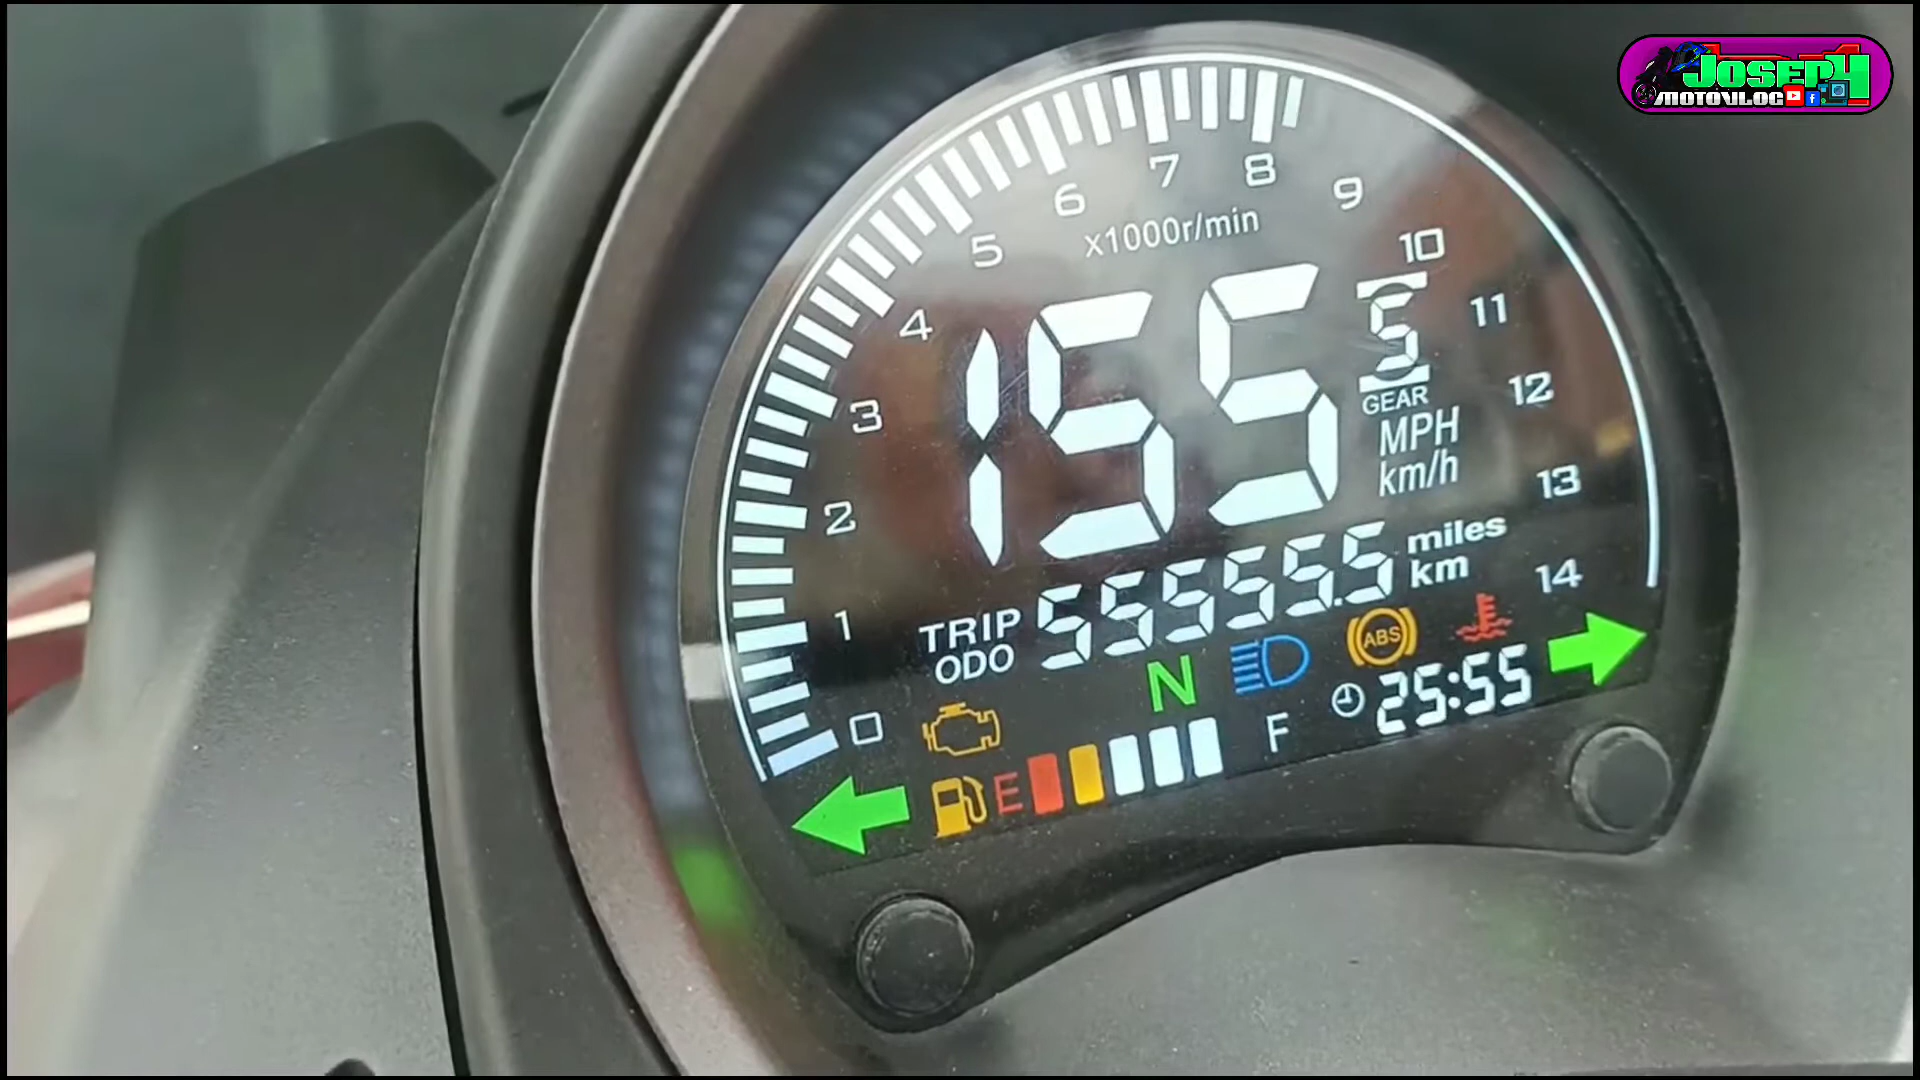 JOSEPH
MOTOVLOG
0 1 2 3 4 5 6 7 8 9 10 11 12 13 14
x1000r/min
155
5
GEAR
MPH
km/h
TRIP
ODO
55555.5
miles
km
N
ABS
25:55
E
F